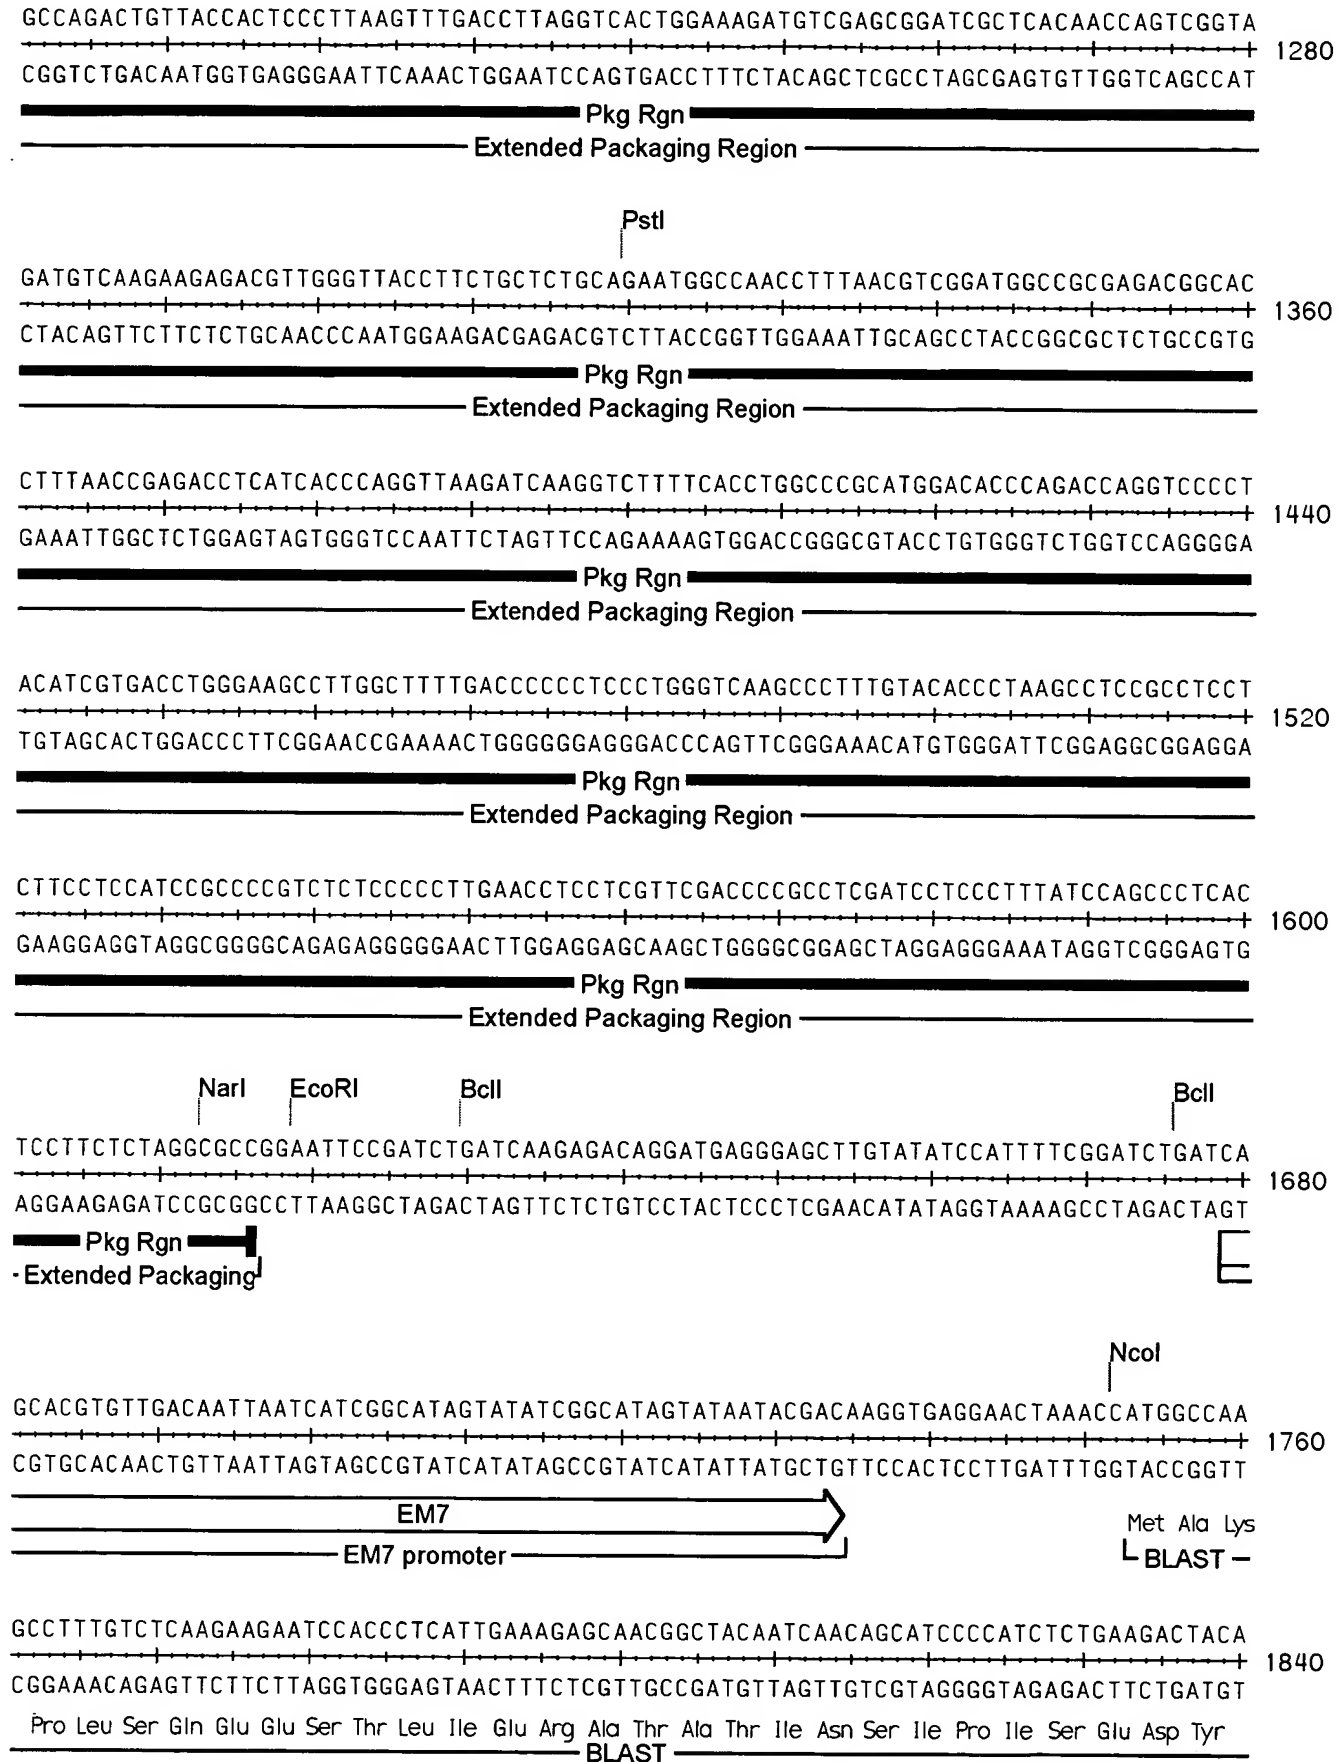 GCCAGACTGTTACCACTCCCTTAAGTTTGACCTTAGGTCACTGGAAAGATGTCGAGCGGATCGCTCACAACCAGTCGGTA
1280
CGGTCTGACAATGGTGAGGGAATTCAAACTGGAATCCAGTGACCTTTCTACAGCTCGCCTAGCGAGTGTTGGTCAGCCAT
Pkg Rgn
Extended Packaging Region
PstI
GATGTCAAGAAGAGACGTTGGGTTACCTTCTGCTCTGCAGAATGGCCAACCTTTAACGTCGGATGGCCGCGAGACGGCAC
1360
CTACAGTTCTTCTCTGCAACCCAATGGAAGACGAGACGTCTTACCGGTTGGAAATTGCAGCCTACCGGCGCTCTGCCGTG
Pkg Rgn
Extended Packaging Region
CTTTAACCGAGACCTCATCACCCAGGTTAAGATCAAGGTCTTTTCACCTGGCCCGCATGGACACCCAGACCAGGTCCCCT
1440
GAAATTGGCTCTGGAGTAGTGGGTCCAATTCTAGTTCCAGAAAAGTGGACCGGGCGTACCTGTGGGTCTGGTCCAGGGGA
Pkg Rgn
Extended Packaging Region
ACATCGTGACCTGGGAAGCCTTGGCTTTTGACCCCCCTCCCTGGGTCAAGCCCTTTGTACACCCTAAGCCTCCGCCTCCT
1520
TGTAGCACTGGACCCTTCGGAACCGAAAACTGGGGGGAGGGACCCAGTTCGGGAAACATGTGGGATTCGGAGGCGGAGGA
Pkg Rgn
Extended Packaging Region
CTTCCTCCATCCGCCCCGTCTCTCCCCCTTGAACCTCCTCGTTCGACCCCGCCTCGATCCTCCCTTTATCCAGCCCTCAC
1600
GAAGGAGGTAGGCGGGGCAGAGAGGGGGAACTTGGAGGAGCAAGCTGGGGCGGAGCTAGGAGGGAAATAGGTCGGGAGTG
Pkg Rgn
Extended Packaging Region
NarI EcoRI BclI BclI
TCCTTCTCTAGGCGCCGGAATTCCGATCTGATCAAGAGACAGGATGAGGGAGCTTGTATATCCATTTTCGGATCTGATCA
1680
AGGAAGAGATCCGCGGCCTTAAGGCTAGACTAGTTCTCTGTCCTACTCCCTCGAACATATAGGTAAAAGCCTAGACTAGT
Pkg Rgn
Extended Packaging
NcoI
GCACGTGTTGACAATTAATCATCGGCATAGTATATCGGCATAGTATAATACGACAAGGTGAGGAACTAAACCATGGCCAA
1760
CGTGCACAACTGTTAATTAGTAGCCGTATCATATAGCCGTATCATATTATGCTGTTCCACTCCTTGATTTGGTACCGGTT
EM7
Met Ala Lys
EM7 promoter
BLAST
GCCTTTGTCTCAAGAAGAATCCACCCTCATTGAAAGAGCAACGGCTACAATCAACAGCATCCCCATCTCTGAAGACTACA
1840
CGGAAACAGAGTTCTTCTTAGGTGGGAGTAACTTTCTCGTTGCCGATGTTAGTTGTCGTAGGGGTAGAGACTTCTGATGT
Pro Leu Ser Gln Glu Glu Ser Thr Leu Ile Glu Arg Ala Thr Ala Thr Ile Asn Ser Ile Pro Ile Ser Glu Asp Tyr
BLAST